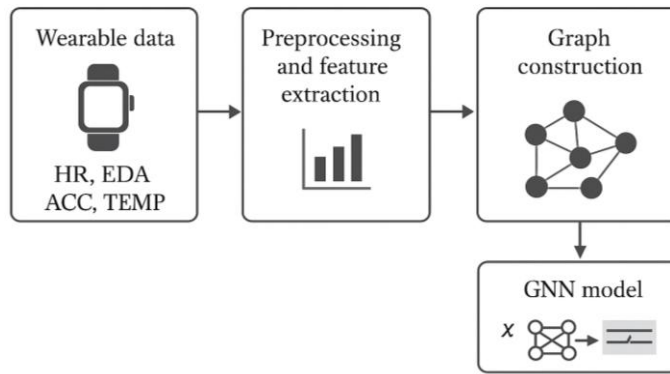 Wearable data
HR, EDA
ACC, TEMP
Preprocessing
and feature
extraction
Graph
construction
GNN model
x